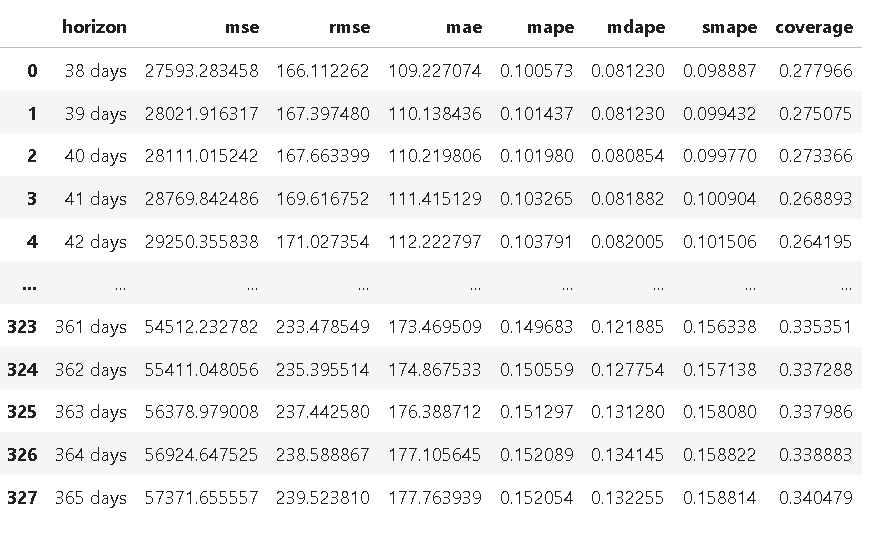 horizon mse rmse mae mape mdape smape coverage
0 38 days 27593.283458 166.112262 109.227074 0.100573 0.081230 0.098887 0.277966
1 39 days 28021.916317 167.397480 110.138436 0.101437 0.081230 0.099432 0.275075
2 40 days 28111.015242 167.663399 110.219806 0.101980 0.080854 0.099770 0.273366
3 41 days 28769.842486 169.616752 111.415129 0.103265 0.081882 0.100904 0.268893
4 42 days 29250.355838 171.027354 112.222797 0.103791 0.082005 0.101506 0.264195
... ... ... ... ... ... ... ... ...
323 361 days 54512.232782 233.478549 173.469509 0.149683 0.121885 0.156338 0.335351
324 362 days 55411.048056 235.395514 174.867533 0.150559 0.127754 0.157138 0.337288
325 363 days 56378.979008 237.442580 176.388712 0.151297 0.131280 0.158080 0.337986
326 364 days 56924.647525 238.588867 177.105645 0.152089 0.134145 0.158822 0.338883
327 365 days 57371.655557 239.523810 177.763939 0.152054 0.132255 0.158814 0.340479